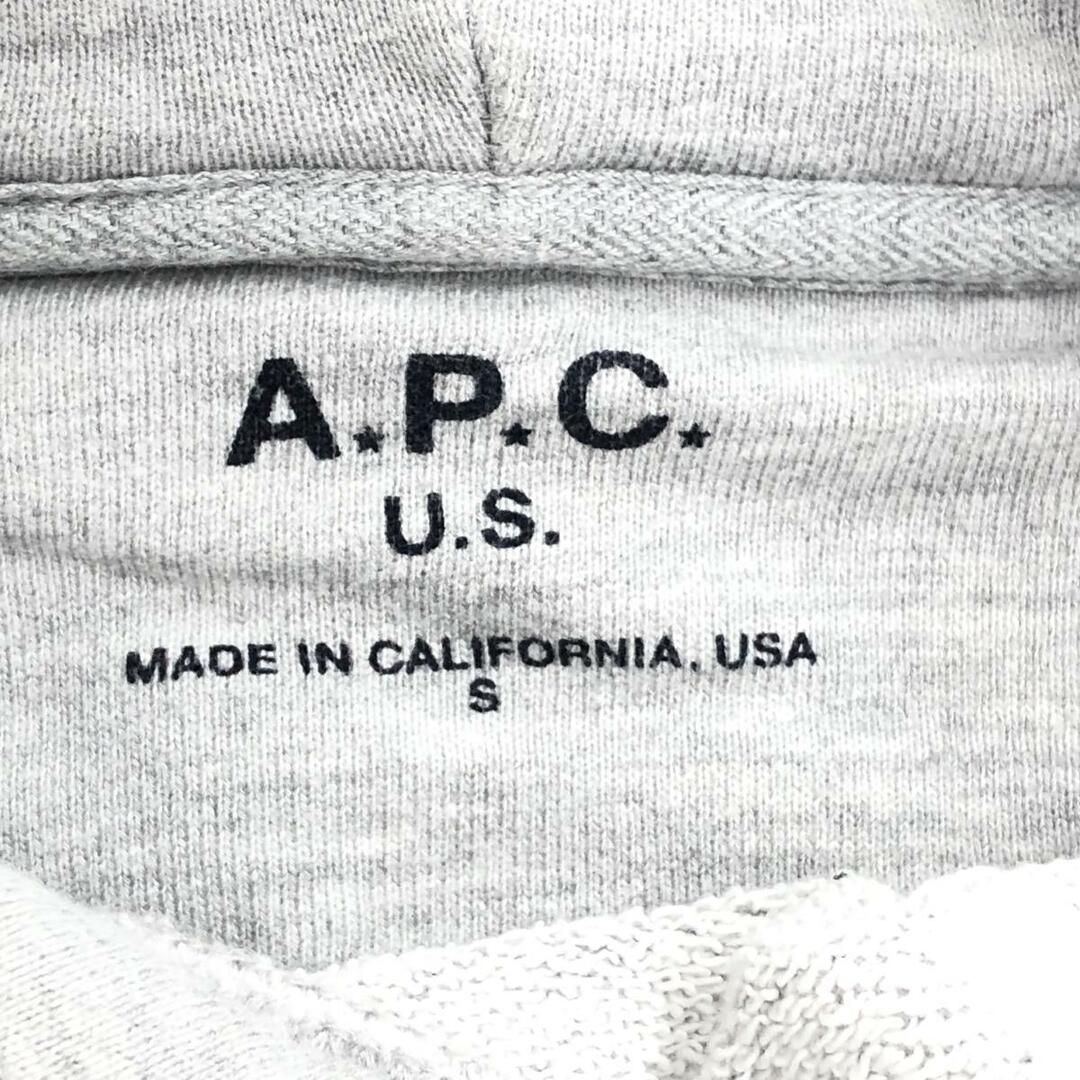 A.P.C.
U.S.
MADE IN CALIFORNIA, USA
S